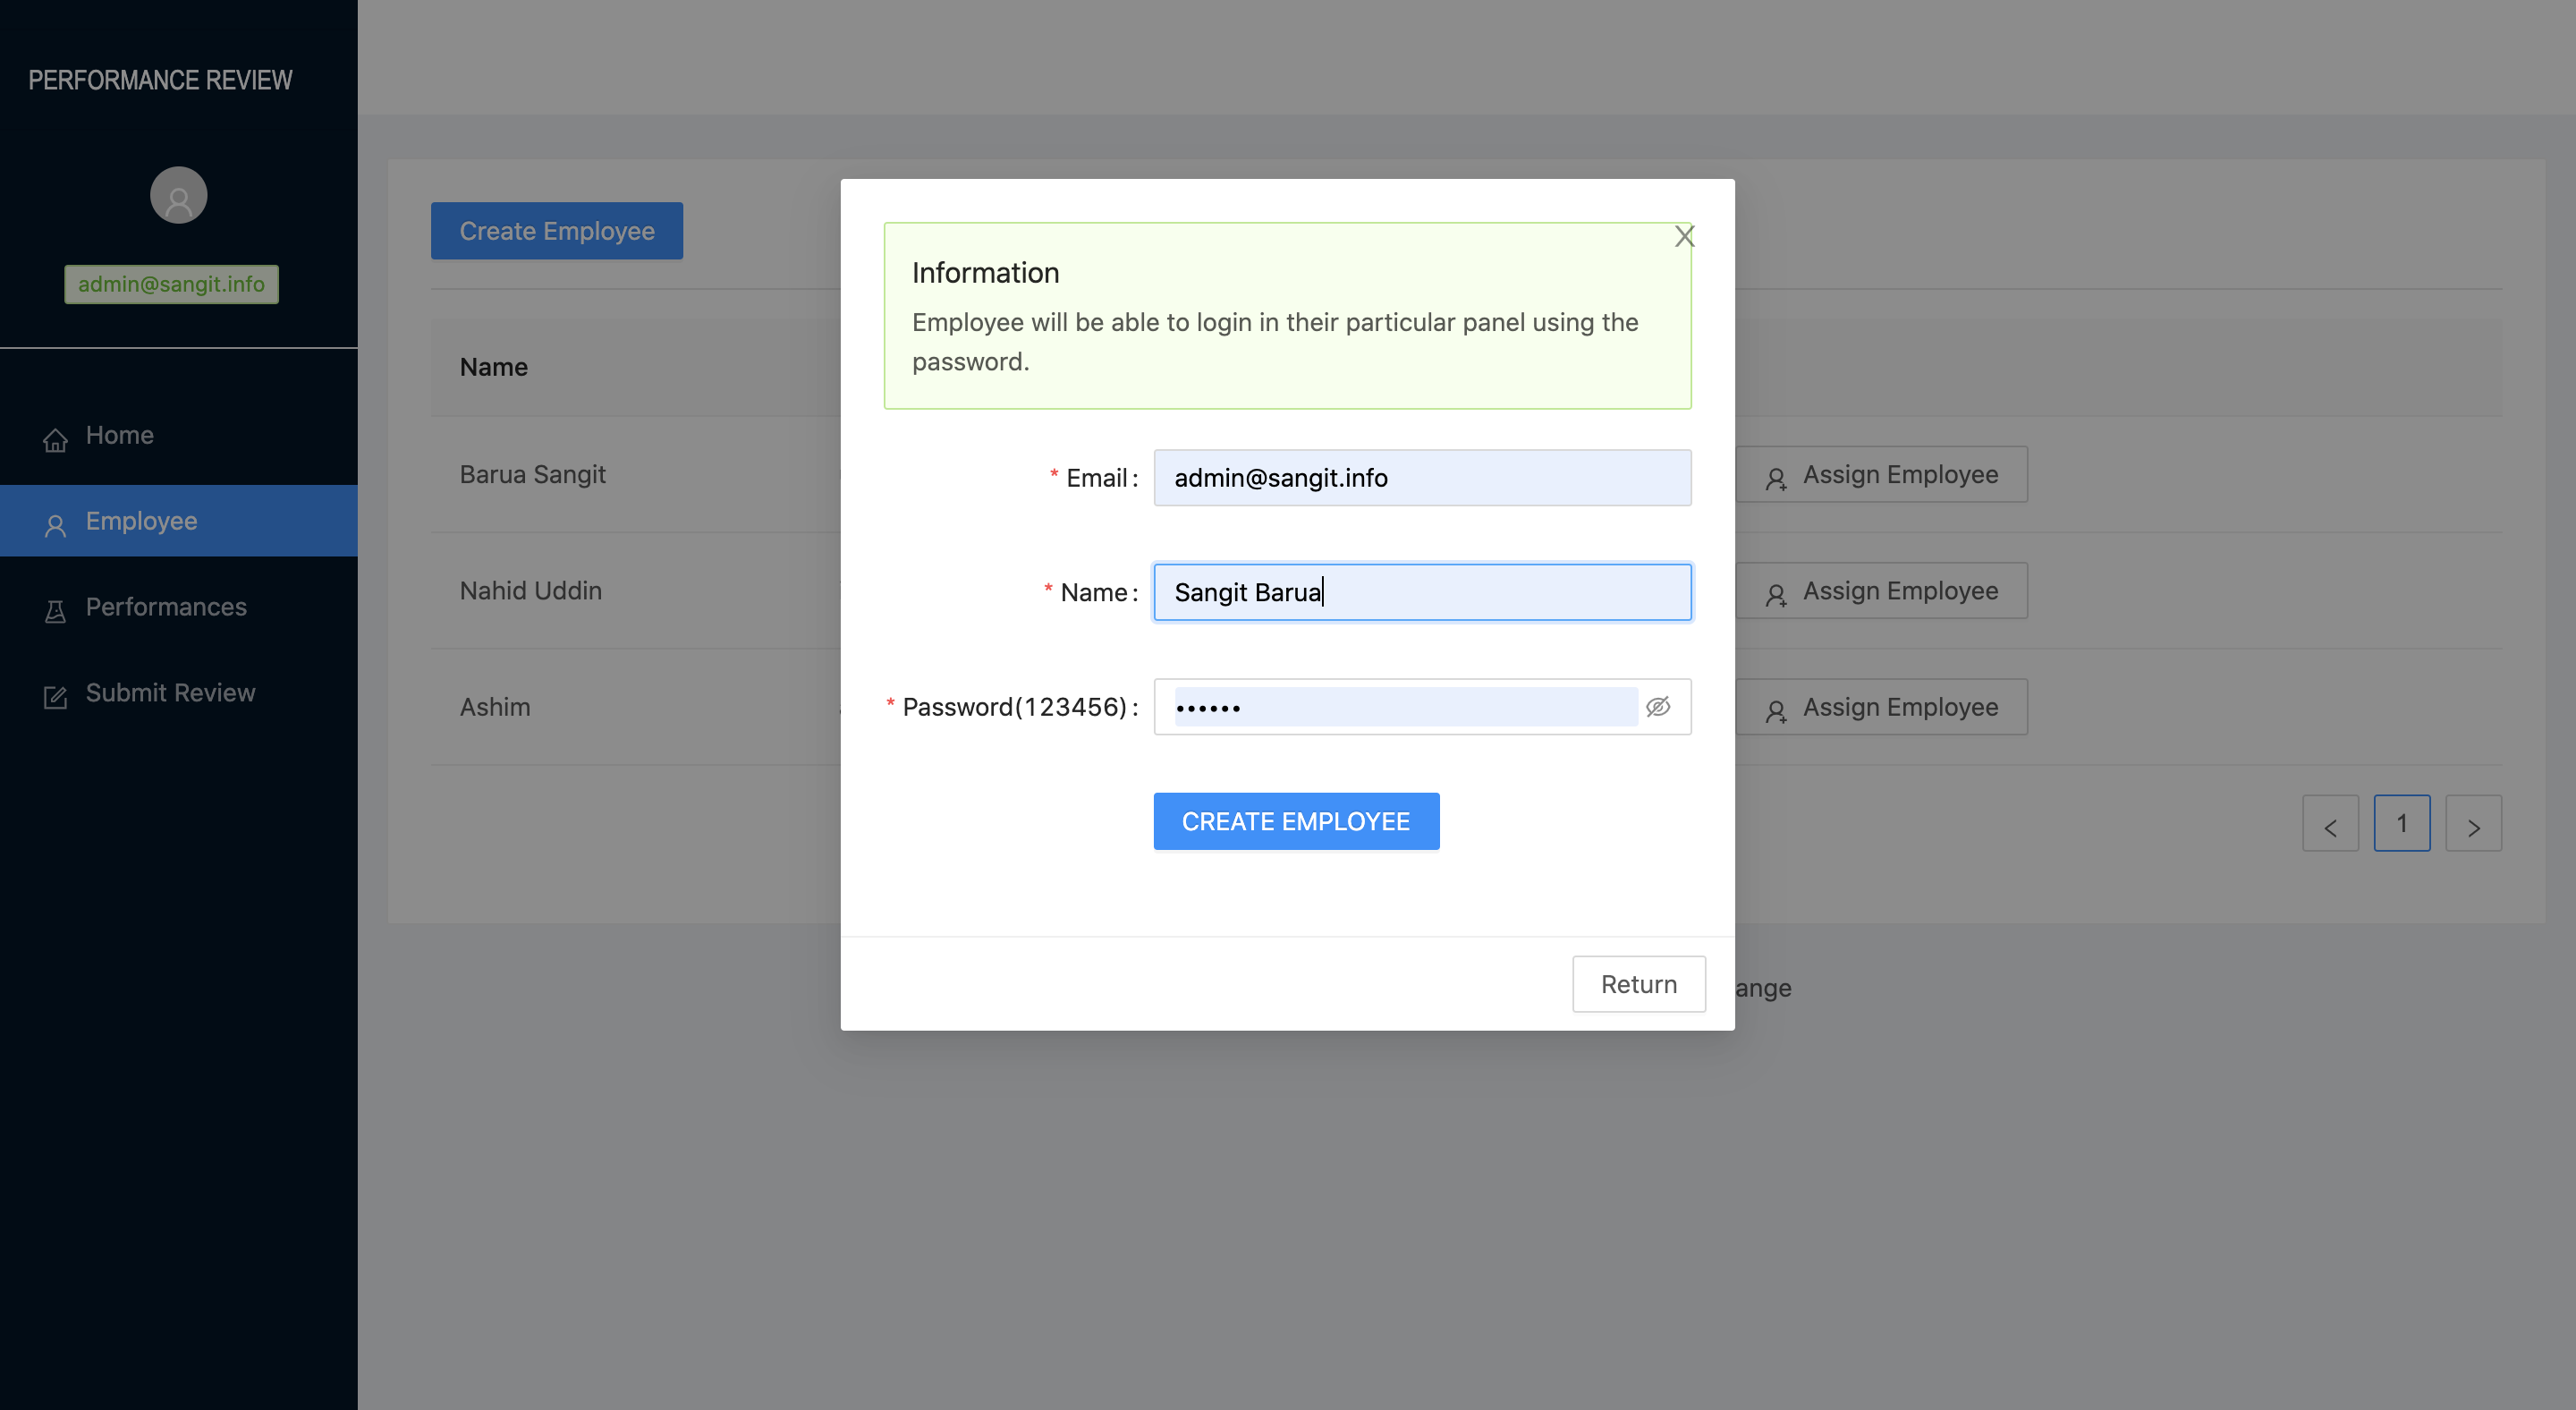 PERFORMANCE REVIEW
admin@sangit.info
Home
Employee
Performances
Submit Review
Create Employee
Name
Barua Sangit
Assign Employee
Nahid Uddin
Assign Employee
Ashim
Assign Employee
< 1 >
ange
X
Information
Employee will be able to login in their particular panel using the
password.
* Email : admin@sangit.info
* Name : Sangit Barua
* Password(123456) : ••••••
CREATE EMPLOYEE
Return